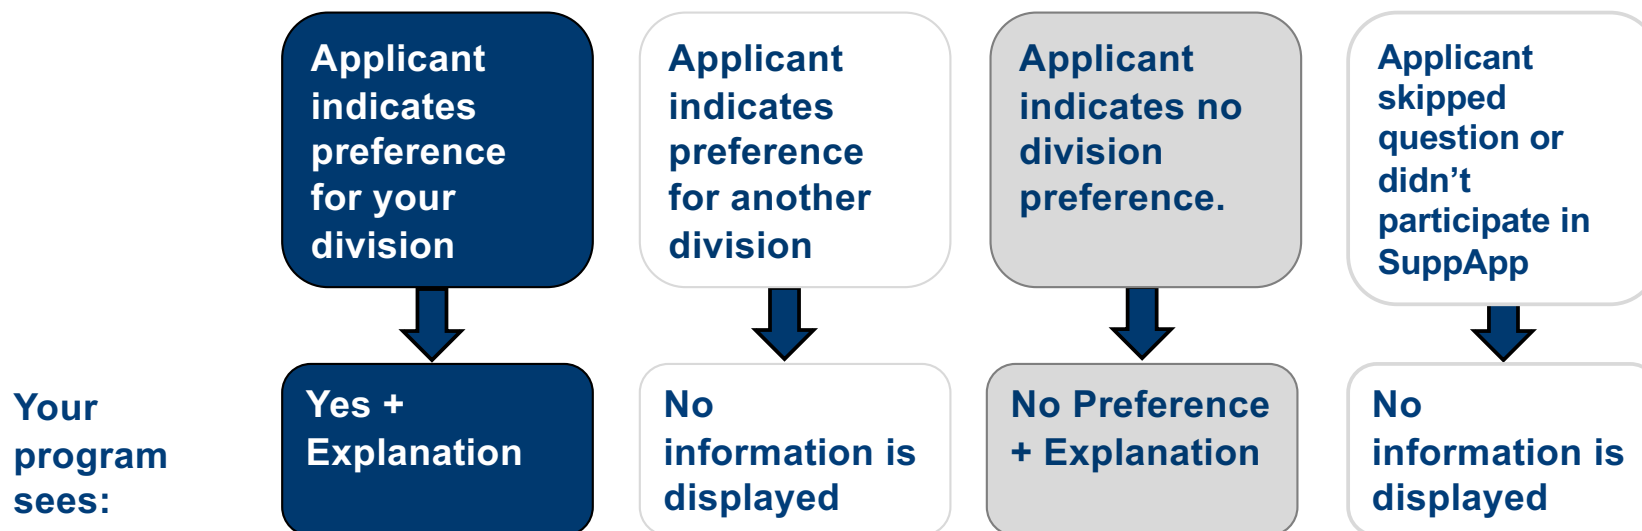 Applicant
indicates
preference
for your
division
Applicant
indicates
preference
for another
division
Applicant
indicates no
division
preference.
Applicant
skipped
question or
didn’t
participate in
SuppApp
Your
program
sees:
Yes +
Explanation
No
information is
displayed
No Preference
+ Explanation
No
information is
displayed